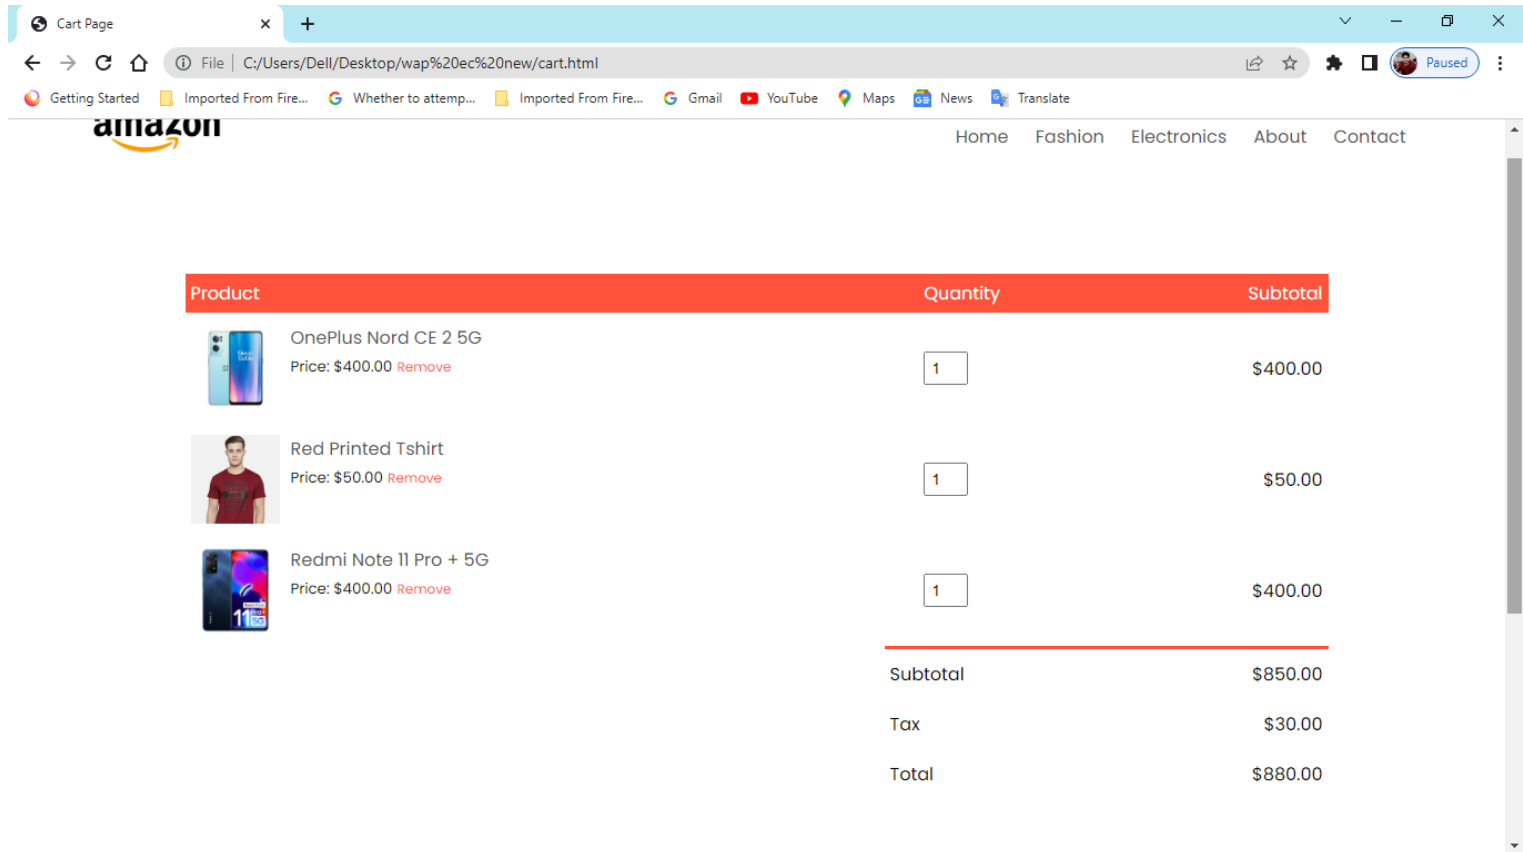 Cart Page
File C:/Users/Dell/Desktop/wap%20ec%20new/cart.html Paused
Getting Started Imported From Fire... Whether to attemp... Imported From Fire... Gmail YouTube Maps News Translate
amazon Home Fashion Electronics About Contact
Product Quantity Subtotal
OnePlus Nord CE 2 5G
Price: $400.00 Remove
1 $400.00
Red Printed Tshirt
Price: $50.00 Remove
1 $50.00
Redmi Note 11 Pro + 5G
Price: $400.00 Remove
1 $400.00
Subtotal $850.00
Tax $30.00
Total $880.00